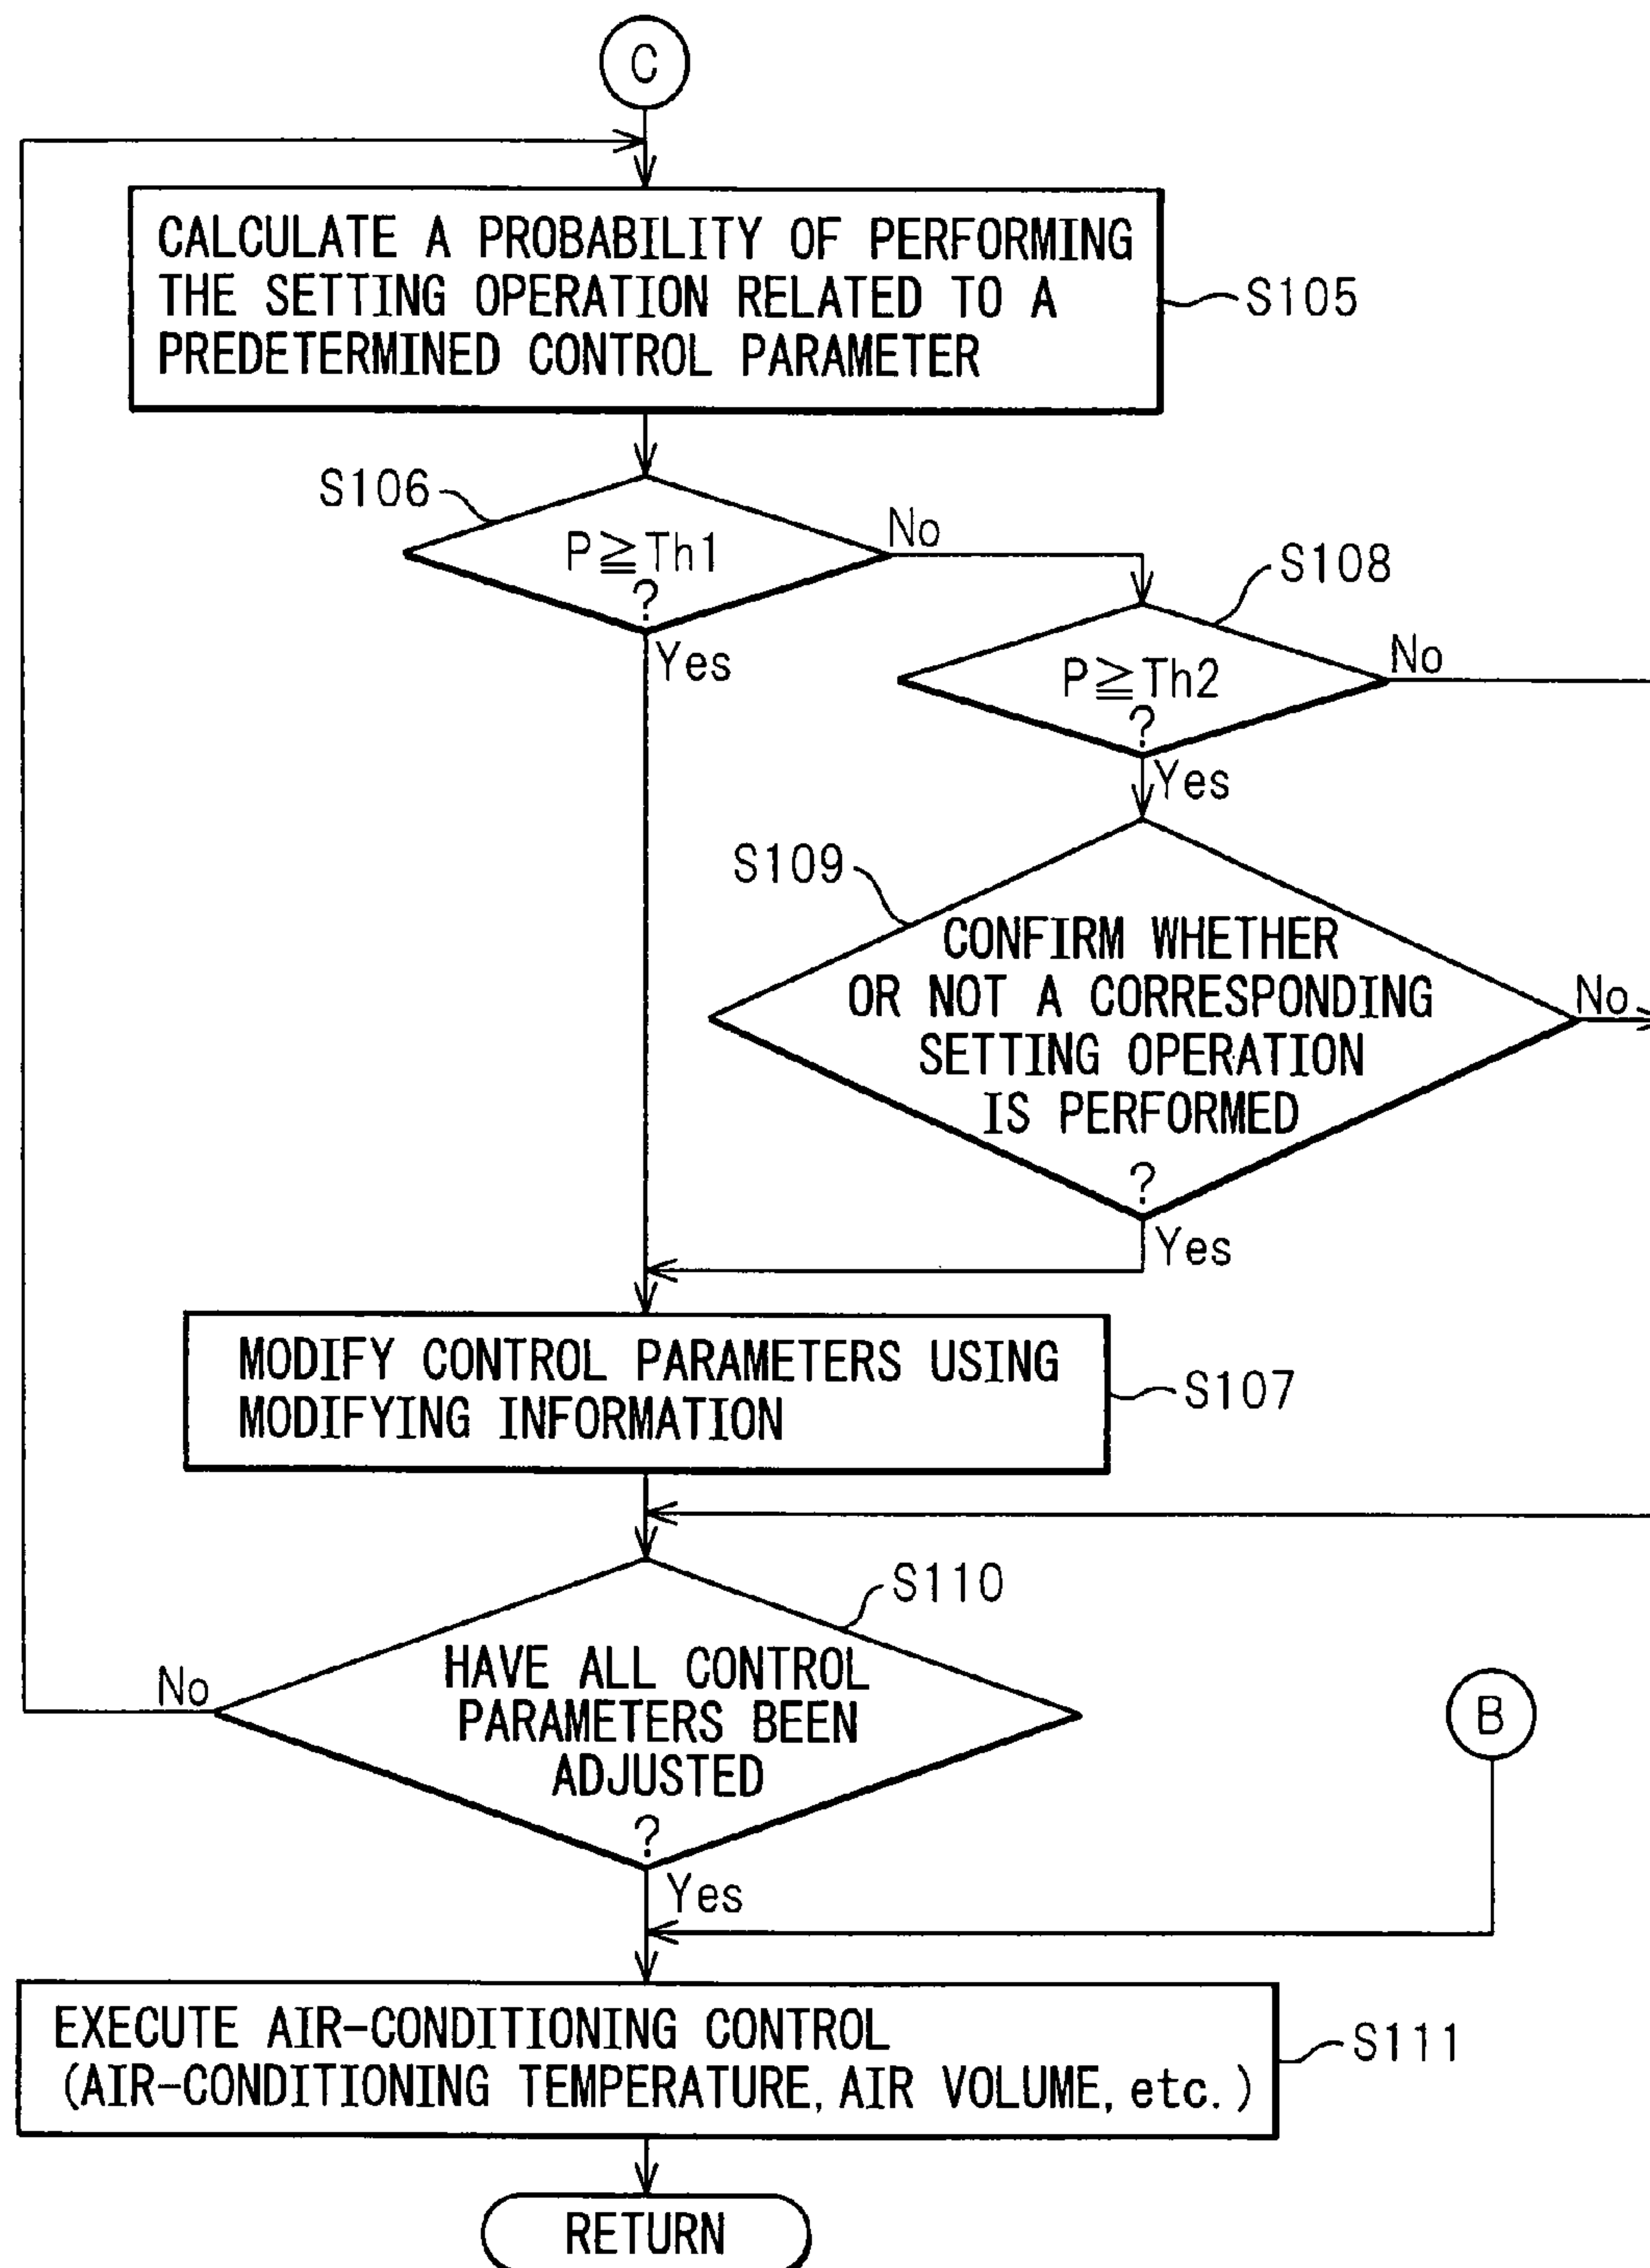 C
CALCULATE A PROBABILITY OF PERFORMING
THE SETTING OPERATION RELATED TO A
PREDETERMINED CONTROL PARAMETER
S105
S106
P≧Th1
?
No
Yes
S108
P≧Th2
?
No
Yes
S109
CONFIRM WHETHER
OR NOT A CORRESPONDING
SETTING OPERATION
IS PERFORMED
?
No
Yes
MODIFY CONTROL PARAMETERS USING
MODIFYING INFORMATION
S107
S110
HAVE ALL CONTROL
PARAMETERS BEEN
ADJUSTED
?
No
Yes
B
EXECUTE AIR-CONDITIONING CONTROL
(AIR-CONDITIONING TEMPERATURE, AIR VOLUME, etc.)
S111
RETURN